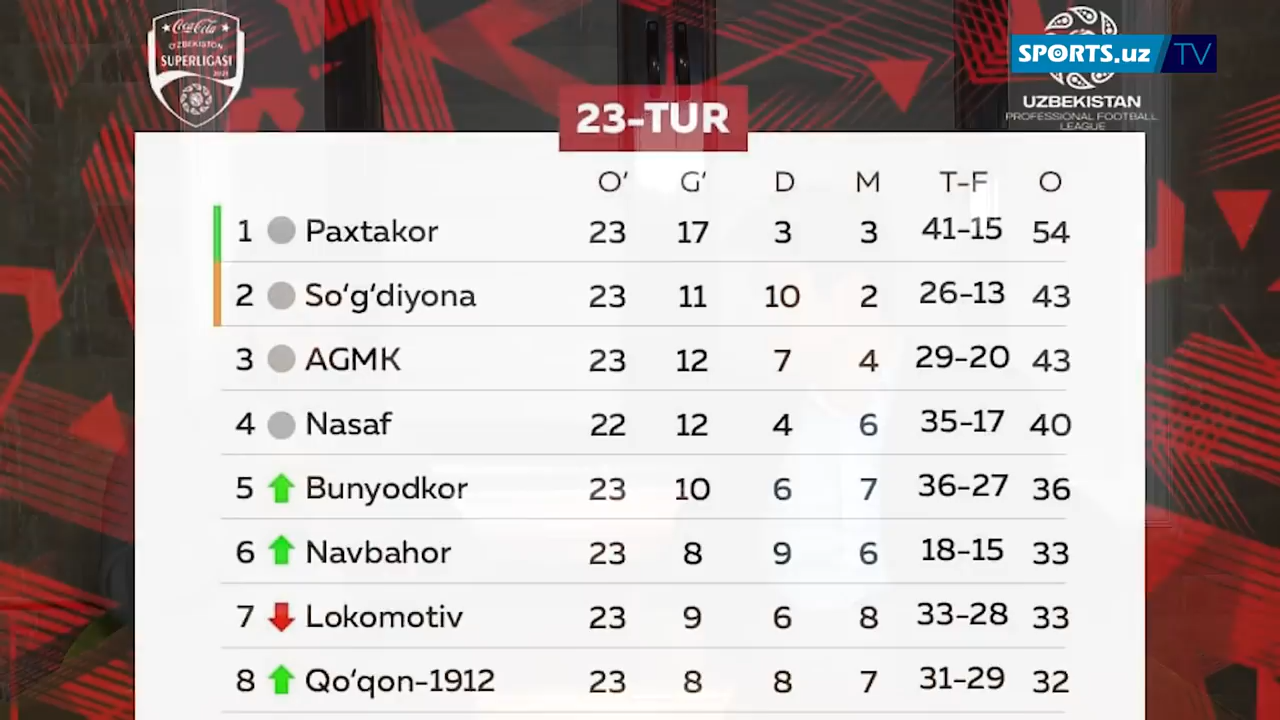 Coca-Cola
O'ZBEKISTON
SUPERLIGASI
2021
SPORTS.uz TV
UZBEKISTAN
PROFESSIONAL FOOTBALL
LEAGUE
23-TUR
O' G' D M T-F O
1 Paxtakor 23 17 3 3 41-15 54
2 So‘g‘diyona 23 11 10 2 26-13 43
3 AGMK 23 12 7 4 29-20 43
4 Nasaf 22 12 4 6 35-17 40
5 Bunyodkor 23 10 6 7 36-27 36
6 Navbahor 23 8 9 6 18-15 33
7 Lokomotiv 23 9 6 8 33-28 33
8 Qo‘qon-1912 23 8 8 7 31-29 32